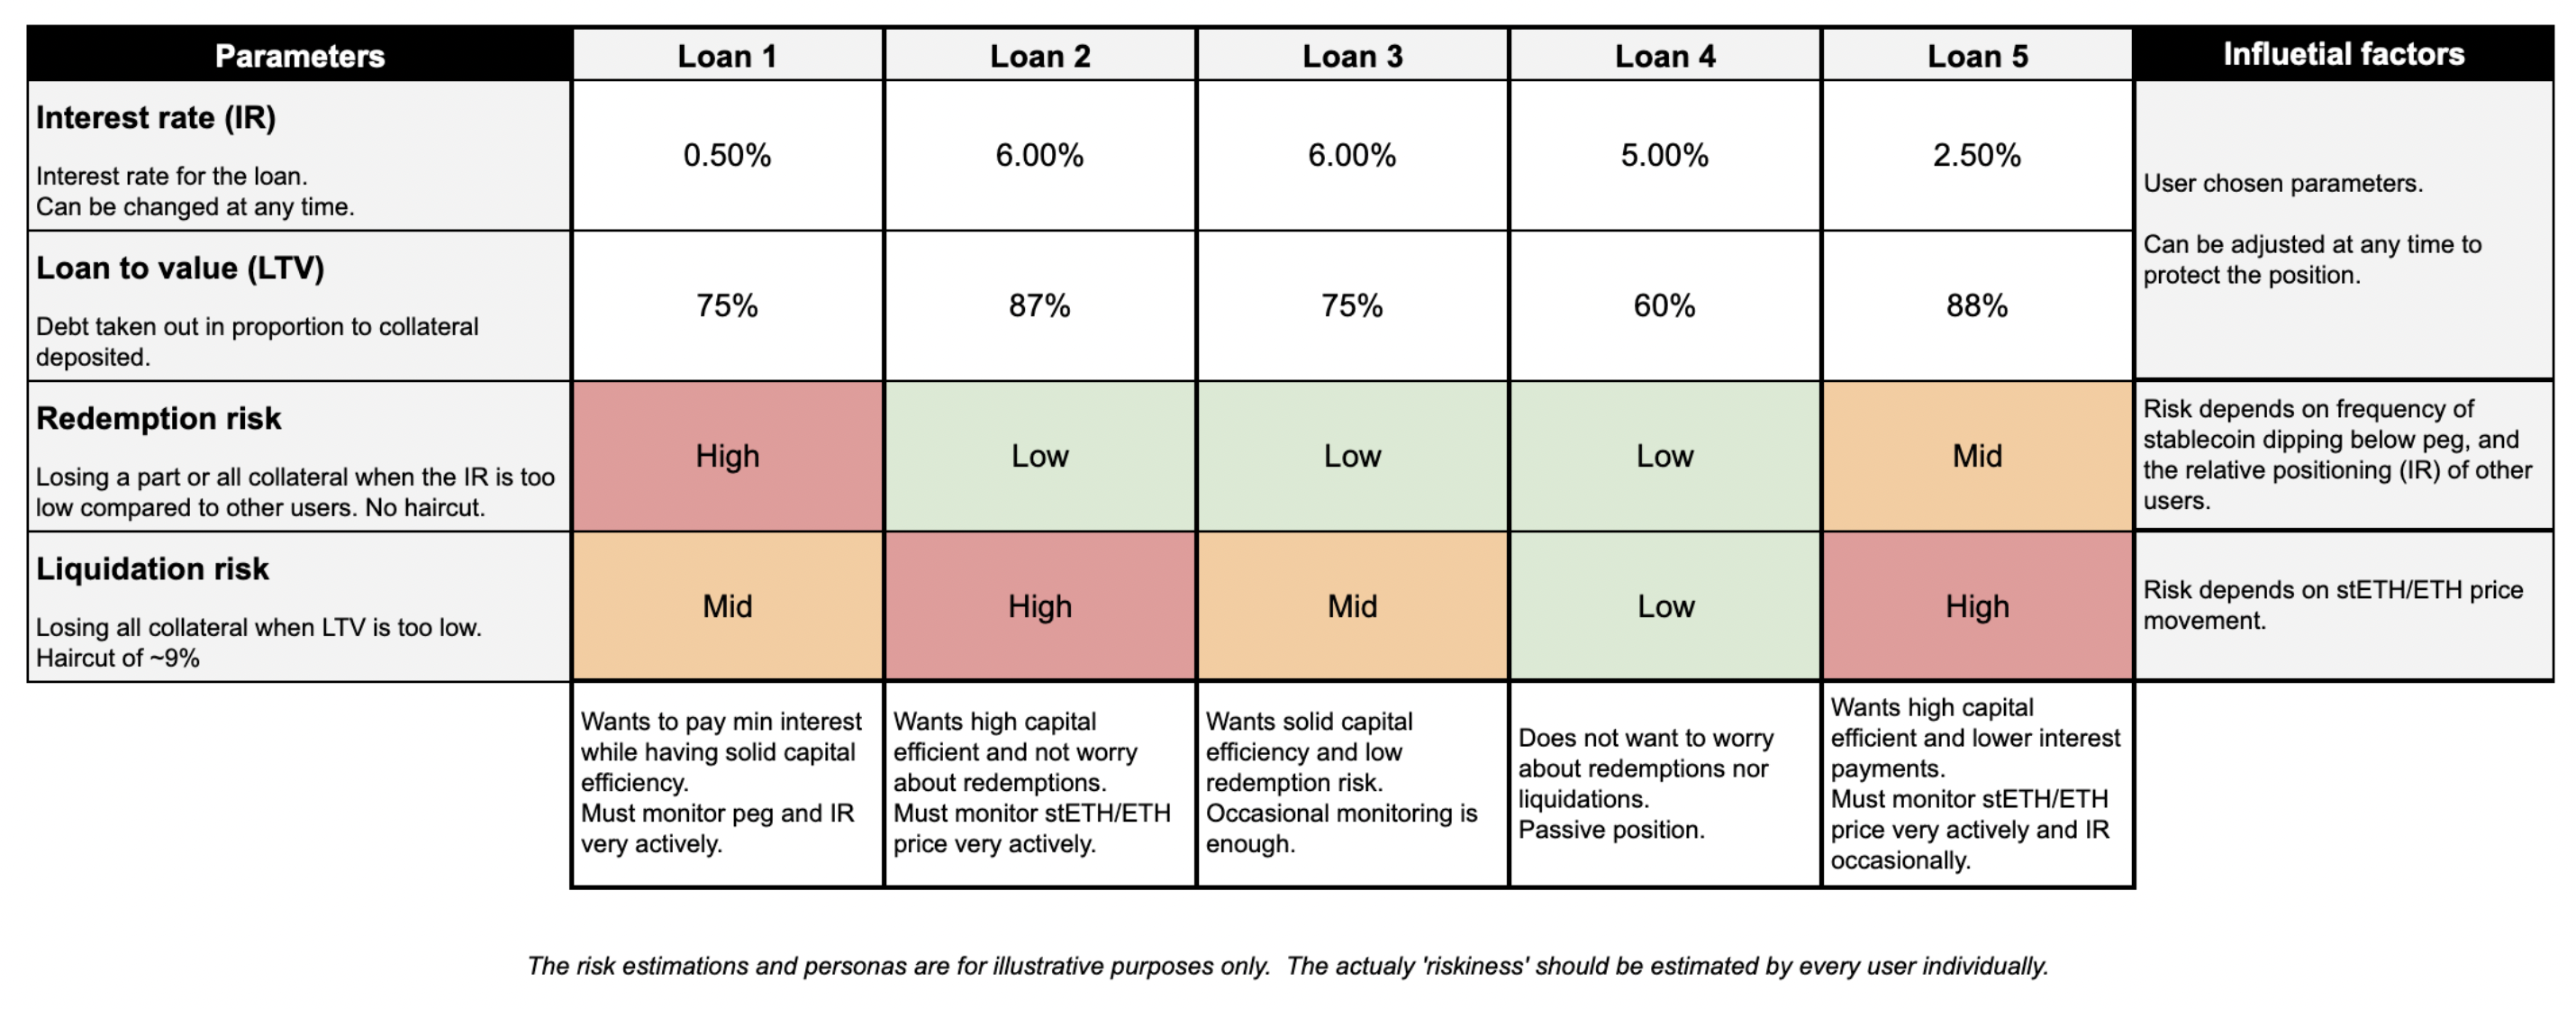 Parameters
Loan 1
Loan 2
Loan 3
Loan 4
Loan 5
Influetial factors
Interest rate (IR)
Interest rate for the loan.
Can be changed at any time.
0.50%
6.00%
6.00%
5.00%
2.50%
User chosen parameters.
Can be adjusted at any time to
protect the position.
Loan to value (LTV)
Debt taken out in proportion to collateral
deposited.
75%
87%
75%
60%
88%
Redemption risk
Losing a part or all collateral when the IR is too
low compared to other users. No haircut.
High
Low
Low
Low
Mid
Risk depends on frequency of
stablecoin dipping below peg, and
the relative positioning (IR) of other
users.
Liquidation risk
Losing all collateral when LTV is too low.
Haircut of ~9%
Mid
High
Mid
Low
High
Risk depends on stETH/ETH price
movement.
Wants to pay min interest
while having solid capital
efficiency.
Must monitor peg and IR
very actively.
Wants high capital
efficient and not worry
about redemptions.
Must monitor stETH/ETH
price very actively.
Wants solid capital
efficiency and low
redemption risk.
Occasional monitoring is
enough.
Does not want to worry
about redemptions nor
liquidations.
Passive position.
Wants high capital
efficient and lower interest
payments.
Must monitor stETH/ETH
price very actively and IR
occasionally.
The risk estimations and personas are for illustrative purposes only.  The actualy 'riskiness' should be estimated by every user individually.